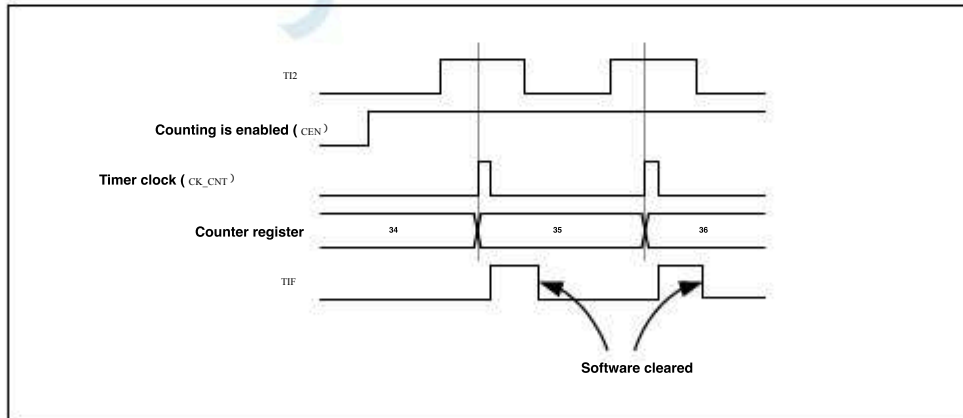 TI2
Counting is enabled ( CEN )
Timer clock ( CK_CNT )
Counter register 34 35 36
TIF
Software cleared